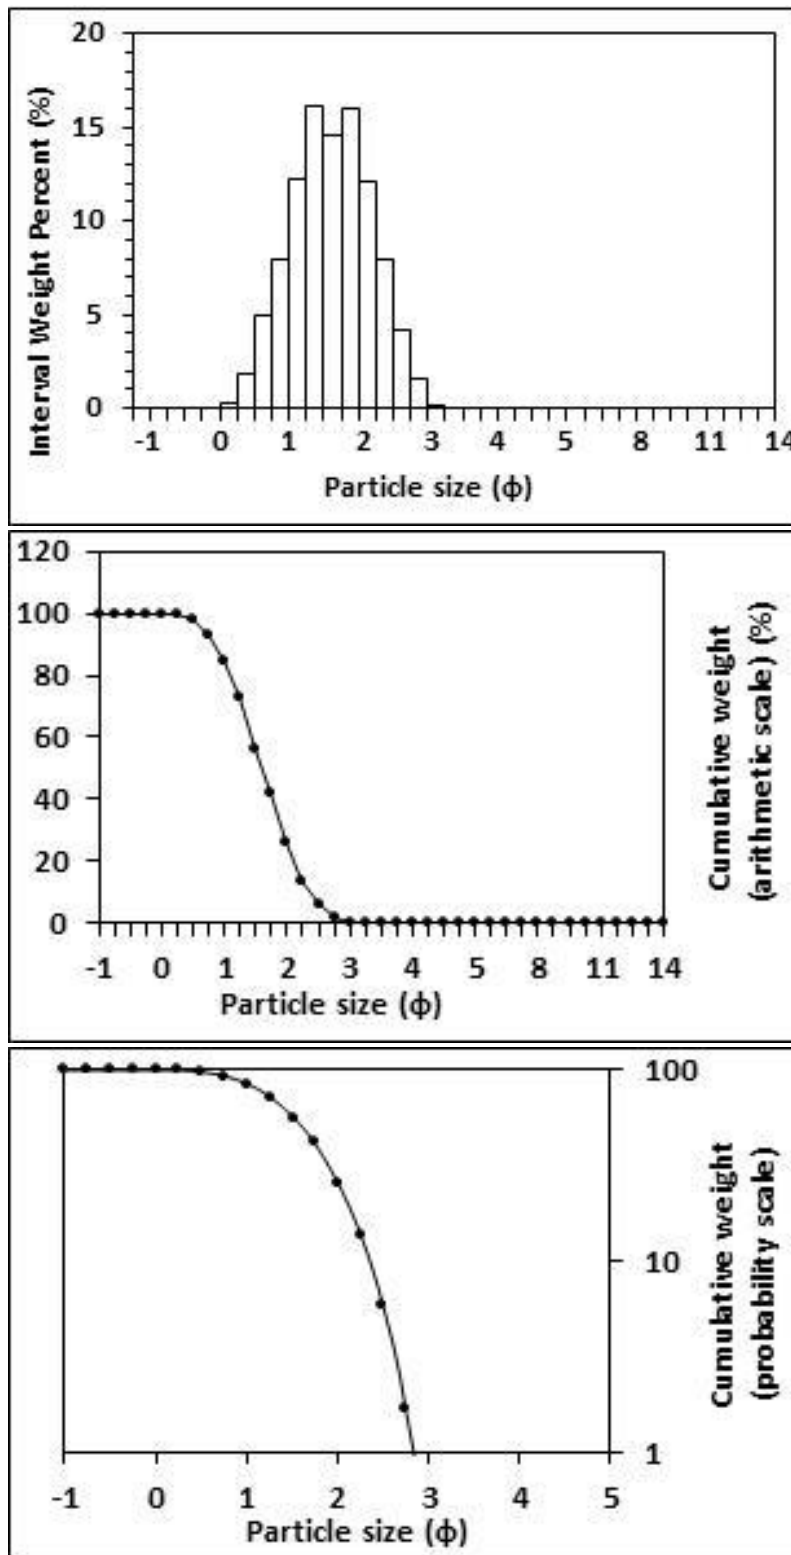 20
15
10
5
0
Interval Weight Percent (%)
-1 0 1 2 3 4 5 8 11 14
Particle size (ϕ)
120
100
80
60
40
20
0
Cumulative weight
(arithmetic scale) (%)
-1 0 1 2 3 4 5 8 11 14
Particle size (ϕ)
100
10
1
Cumulative weight
(probability scale)
-1 0 1 2 3 4 5
Particle size (ϕ)